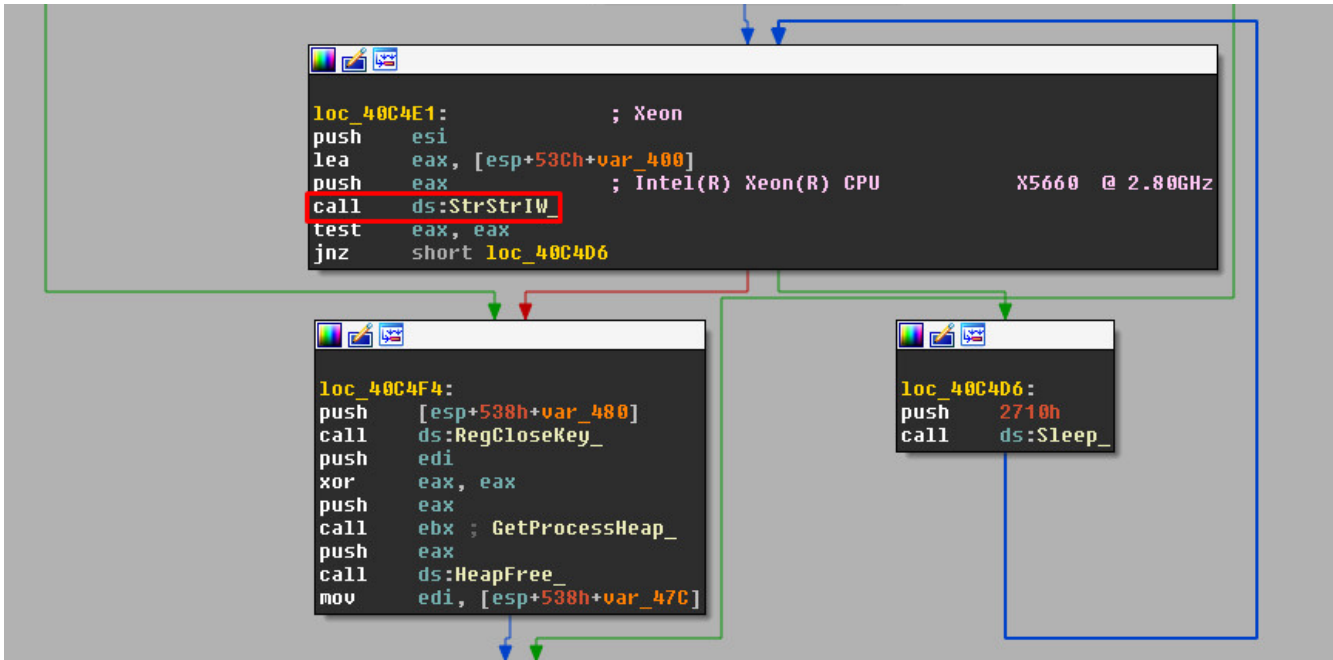 loc_40C4E1: ; Xeon
push esi
lea eax, [esp+53Ch+var_400]
push eax ; Intel(R) Xeon(R) CPU X5660 @ 2.80GHz
call ds:StrStrIW_
test eax, eax
jnz short loc_40C4D6
loc_40C4F4:
push [esp+538h+var_480]
call ds:RegCloseKey_
push edi
xor eax, eax
push eax
call ebx ; GetProcessHeap_
push eax
call ds:HeapFree_
mov edi, [esp+538h+var_47C]
loc_40C4D6:
push 2710h
call ds:Sleep_